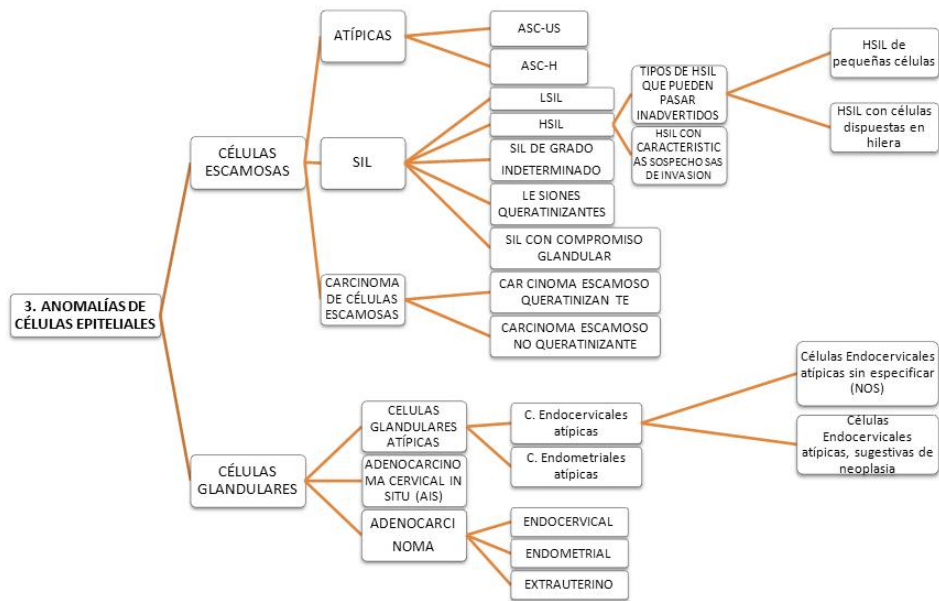 3. ANOMALÍAS DE
CÉLULAS EPITELIALES
CÉLULAS
ESCAMOSAS
ATÍPICAS
ASC-US
ASC-H
SIL
LSIL
HSIL
TIPOS DE HSIL
QUE PUEDEN
PASAR
INADVERTIDOS
HSIL de
pequeñas células
HSIL con células
dispuestas en
hilera
HSIL CON
CARACTERISTIC
AS SOSPECHO SAS
DE INVA SION
SIL DE GRADO
INDETERMINADO
LE SIONES
QUERATINIZANTES
SIL CON COMPROMISO
GLANDULAR
CARCINOMA
DE CÉLULAS
ESCAMOSAS
CAR CINOMA ESCAMOSO
QUERATINIZAN TE
CARCINOMA ESCAMOSO
NO QUERATINIZANTE
CÉLULAS
GLANDULARES
CELULAS
GLANDULARES
ATÍPICAS
C. Endocervicales
atípicas
Células Endocervicales
atípicas sin especificar
(NOS)
Células
Endocervicales
atípicas, sugestivas de
neoplasia
C. Endometriales
atípicas
ADENOCARCINO
MA CERVICAL IN
SITU (AIS)
ADENOCARCI
NOMA
ENDOCERVICAL
ENDOMETRIAL
EXTRAUTERINO